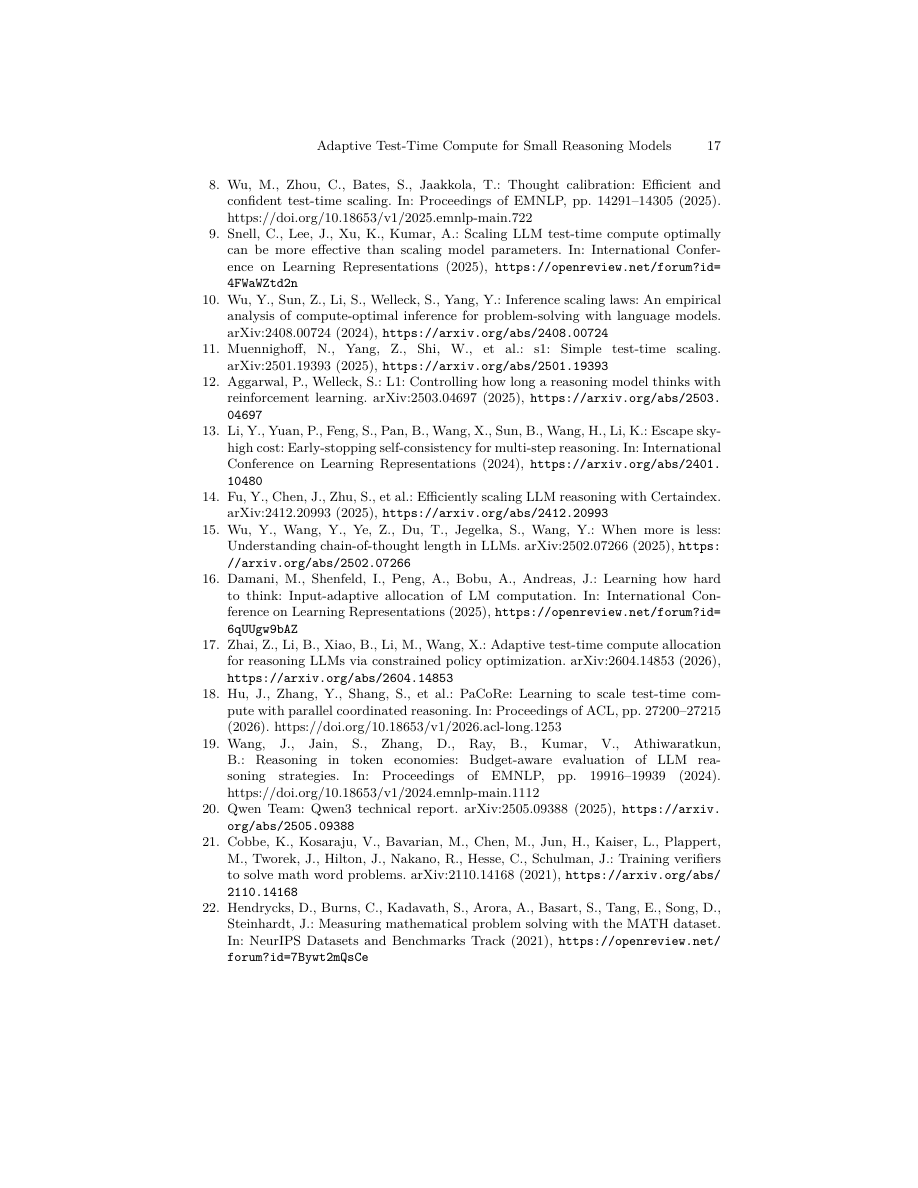 Adaptive Test-Time Compute for Small Reasoning Models 17
8. Wu, M., Zhou, C., Bates, S., Jaakkola, T.: Thought calibration: Efficient and
confident test-time scaling. In: Proceedings of EMNLP, pp. 14291–14305 (2025).
https://doi.org/10.18653/v1/2025.emnlp-main.722
9. Snell, C., Lee, J., Xu, K., Kumar, A.: Scaling LLM test-time compute optimally
can be more effective than scaling model parameters. In: International Confer-
ence on Learning Representations (2025), https://openreview.net/forum?id=
4FWaWZtd2n
10. Wu, Y., Sun, Z., Li, S., Welleck, S., Yang, Y.: Inference scaling laws: An empirical
analysis of compute-optimal inference for problem-solving with language models.
arXiv:2408.00724 (2024), https://arxiv.org/abs/2408.00724
11. Muennighoff, N., Yang, Z., Shi, W., et al.: s1: Simple test-time scaling.
arXiv:2501.19393 (2025), https://arxiv.org/abs/2501.19393
12. Aggarwal, P., Welleck, S.: L1: Controlling how long a reasoning model thinks with
reinforcement learning. arXiv:2503.04697 (2025), https://arxiv.org/abs/2503.
04697
13. Li, Y., Yuan, P., Feng, S., Pan, B., Wang, X., Sun, B., Wang, H., Li, K.: Escape sky-
high cost: Early-stopping self-consistency for multi-step reasoning. In: International
Conference on Learning Representations (2024), https://arxiv.org/abs/2401.
10480
14. Fu, Y., Chen, J., Zhu, S., et al.: Efficiently scaling LLM reasoning with Certaindex.
arXiv:2412.20993 (2025), https://arxiv.org/abs/2412.20993
15. Wu, Y., Wang, Y., Ye, Z., Du, T., Jegelka, S., Wang, Y.: When more is less:
Understanding chain-of-thought length in LLMs. arXiv:2502.07266 (2025), https:
//arxiv.org/abs/2502.07266
16. Damani, M., Shenfeld, I., Peng, A., Bobu, A., Andreas, J.: Learning how hard
to think: Input-adaptive allocation of LM computation. In: International Con-
ference on Learning Representations (2025), https://openreview.net/forum?id=
6qUUgw9bAZ
17. Zhai, Z., Li, B., Xiao, B., Li, M., Wang, X.: Adaptive test-time compute allocation
for reasoning LLMs via constrained policy optimization. arXiv:2604.14853 (2026),
https://arxiv.org/abs/2604.14853
18. Hu, J., Zhang, Y., Shang, S., et al.: PaCoRe: Learning to scale test-time com-
pute with parallel coordinated reasoning. In: Proceedings of ACL, pp. 27200–27215
(2026). https://doi.org/10.18653/v1/2026.acl-long.1253
19. Wang, J., Jain, S., Zhang, D., Ray, B., Kumar, V., Athiwaratkun,
B.: Reasoning in token economies: Budget-aware evaluation of LLM rea-
soning strategies. In: Proceedings of EMNLP, pp. 19916–19939 (2024).
https://doi.org/10.18653/v1/2024.emnlp-main.1112
20. Qwen Team: Qwen3 technical report. arXiv:2505.09388 (2025), https://arxiv.
org/abs/2505.09388
21. Cobbe, K., Kosaraju, V., Bavarian, M., Chen, M., Jun, H., Kaiser, L., Plappert,
M., Tworek, J., Hilton, J., Nakano, R., Hesse, C., Schulman, J.: Training verifiers
to solve math word problems. arXiv:2110.14168 (2021), https://arxiv.org/abs/
2110.14168
22. Hendrycks, D., Burns, C., Kadavath, S., Arora, A., Basart, S., Tang, E., Song, D.,
Steinhardt, J.: Measuring mathematical problem solving with the MATH dataset.
In: NeurIPS Datasets and Benchmarks Track (2021), https://openreview.net/
forum?id=7Bywt2mQsCe